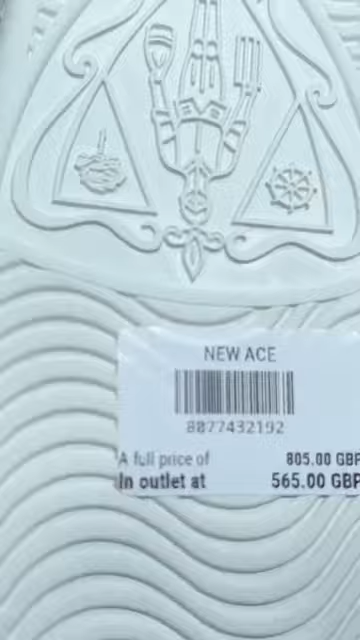 NEW ACE
8877432192
A full price of 805.00 GBP
In outlet at 565.00 GBP